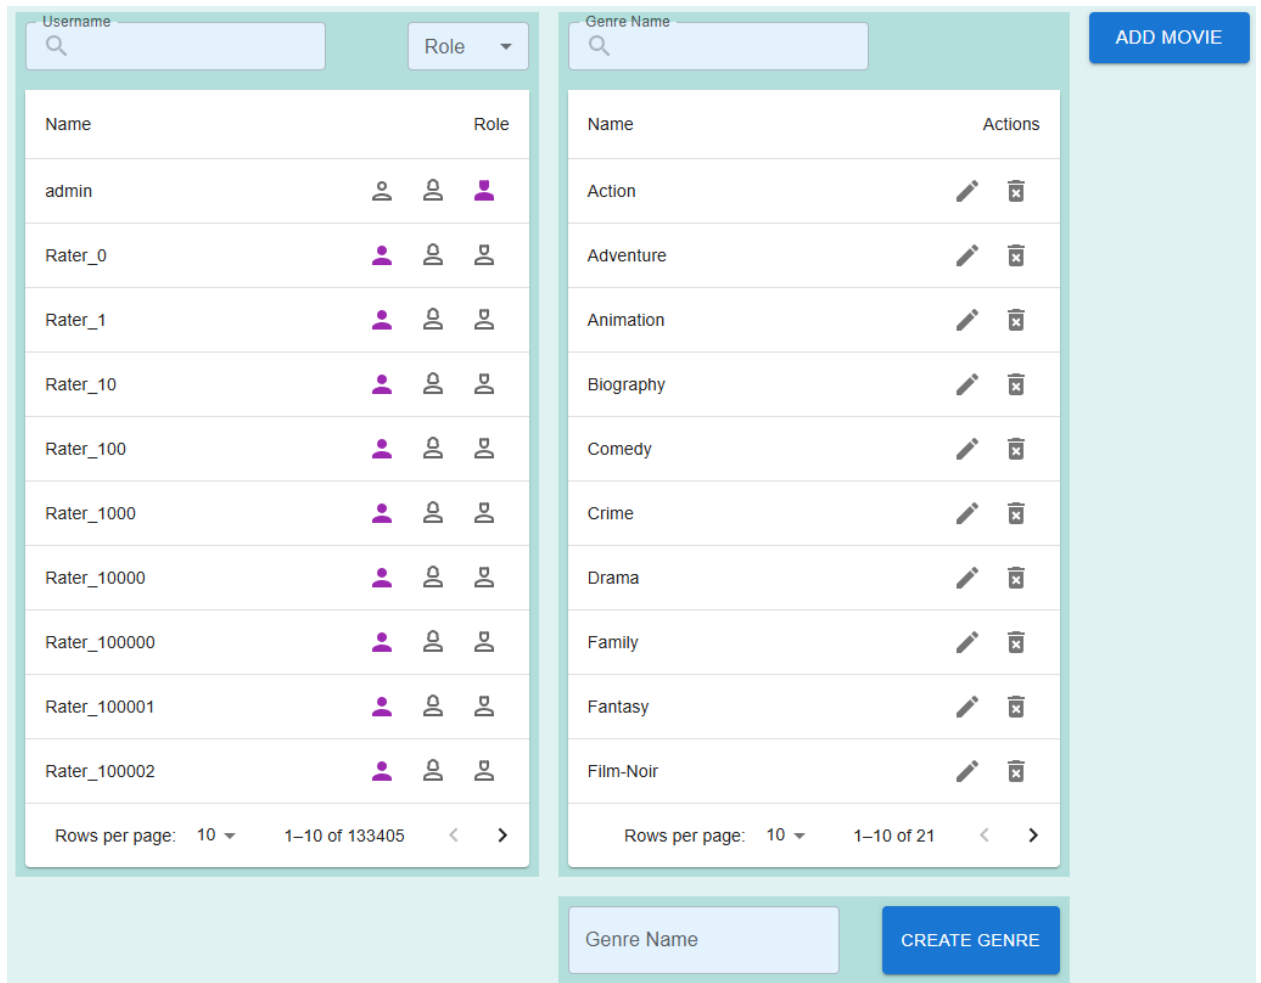 Username
Role
Name Role
admin
Rater_0
Rater_1
Rater_10
Rater_100
Rater_1000
Rater_10000
Rater_100000
Rater_100001
Rater_100002
Rows per page: 10 1–10 of 133405
Genre Name
Name Actions
Action
Adventure
Animation
Biography
Comedy
Crime
Drama
Family
Fantasy
Film-Noir
Rows per page: 10 1–10 of 21
Genre Name
CREATE GENRE
ADD MOVIE